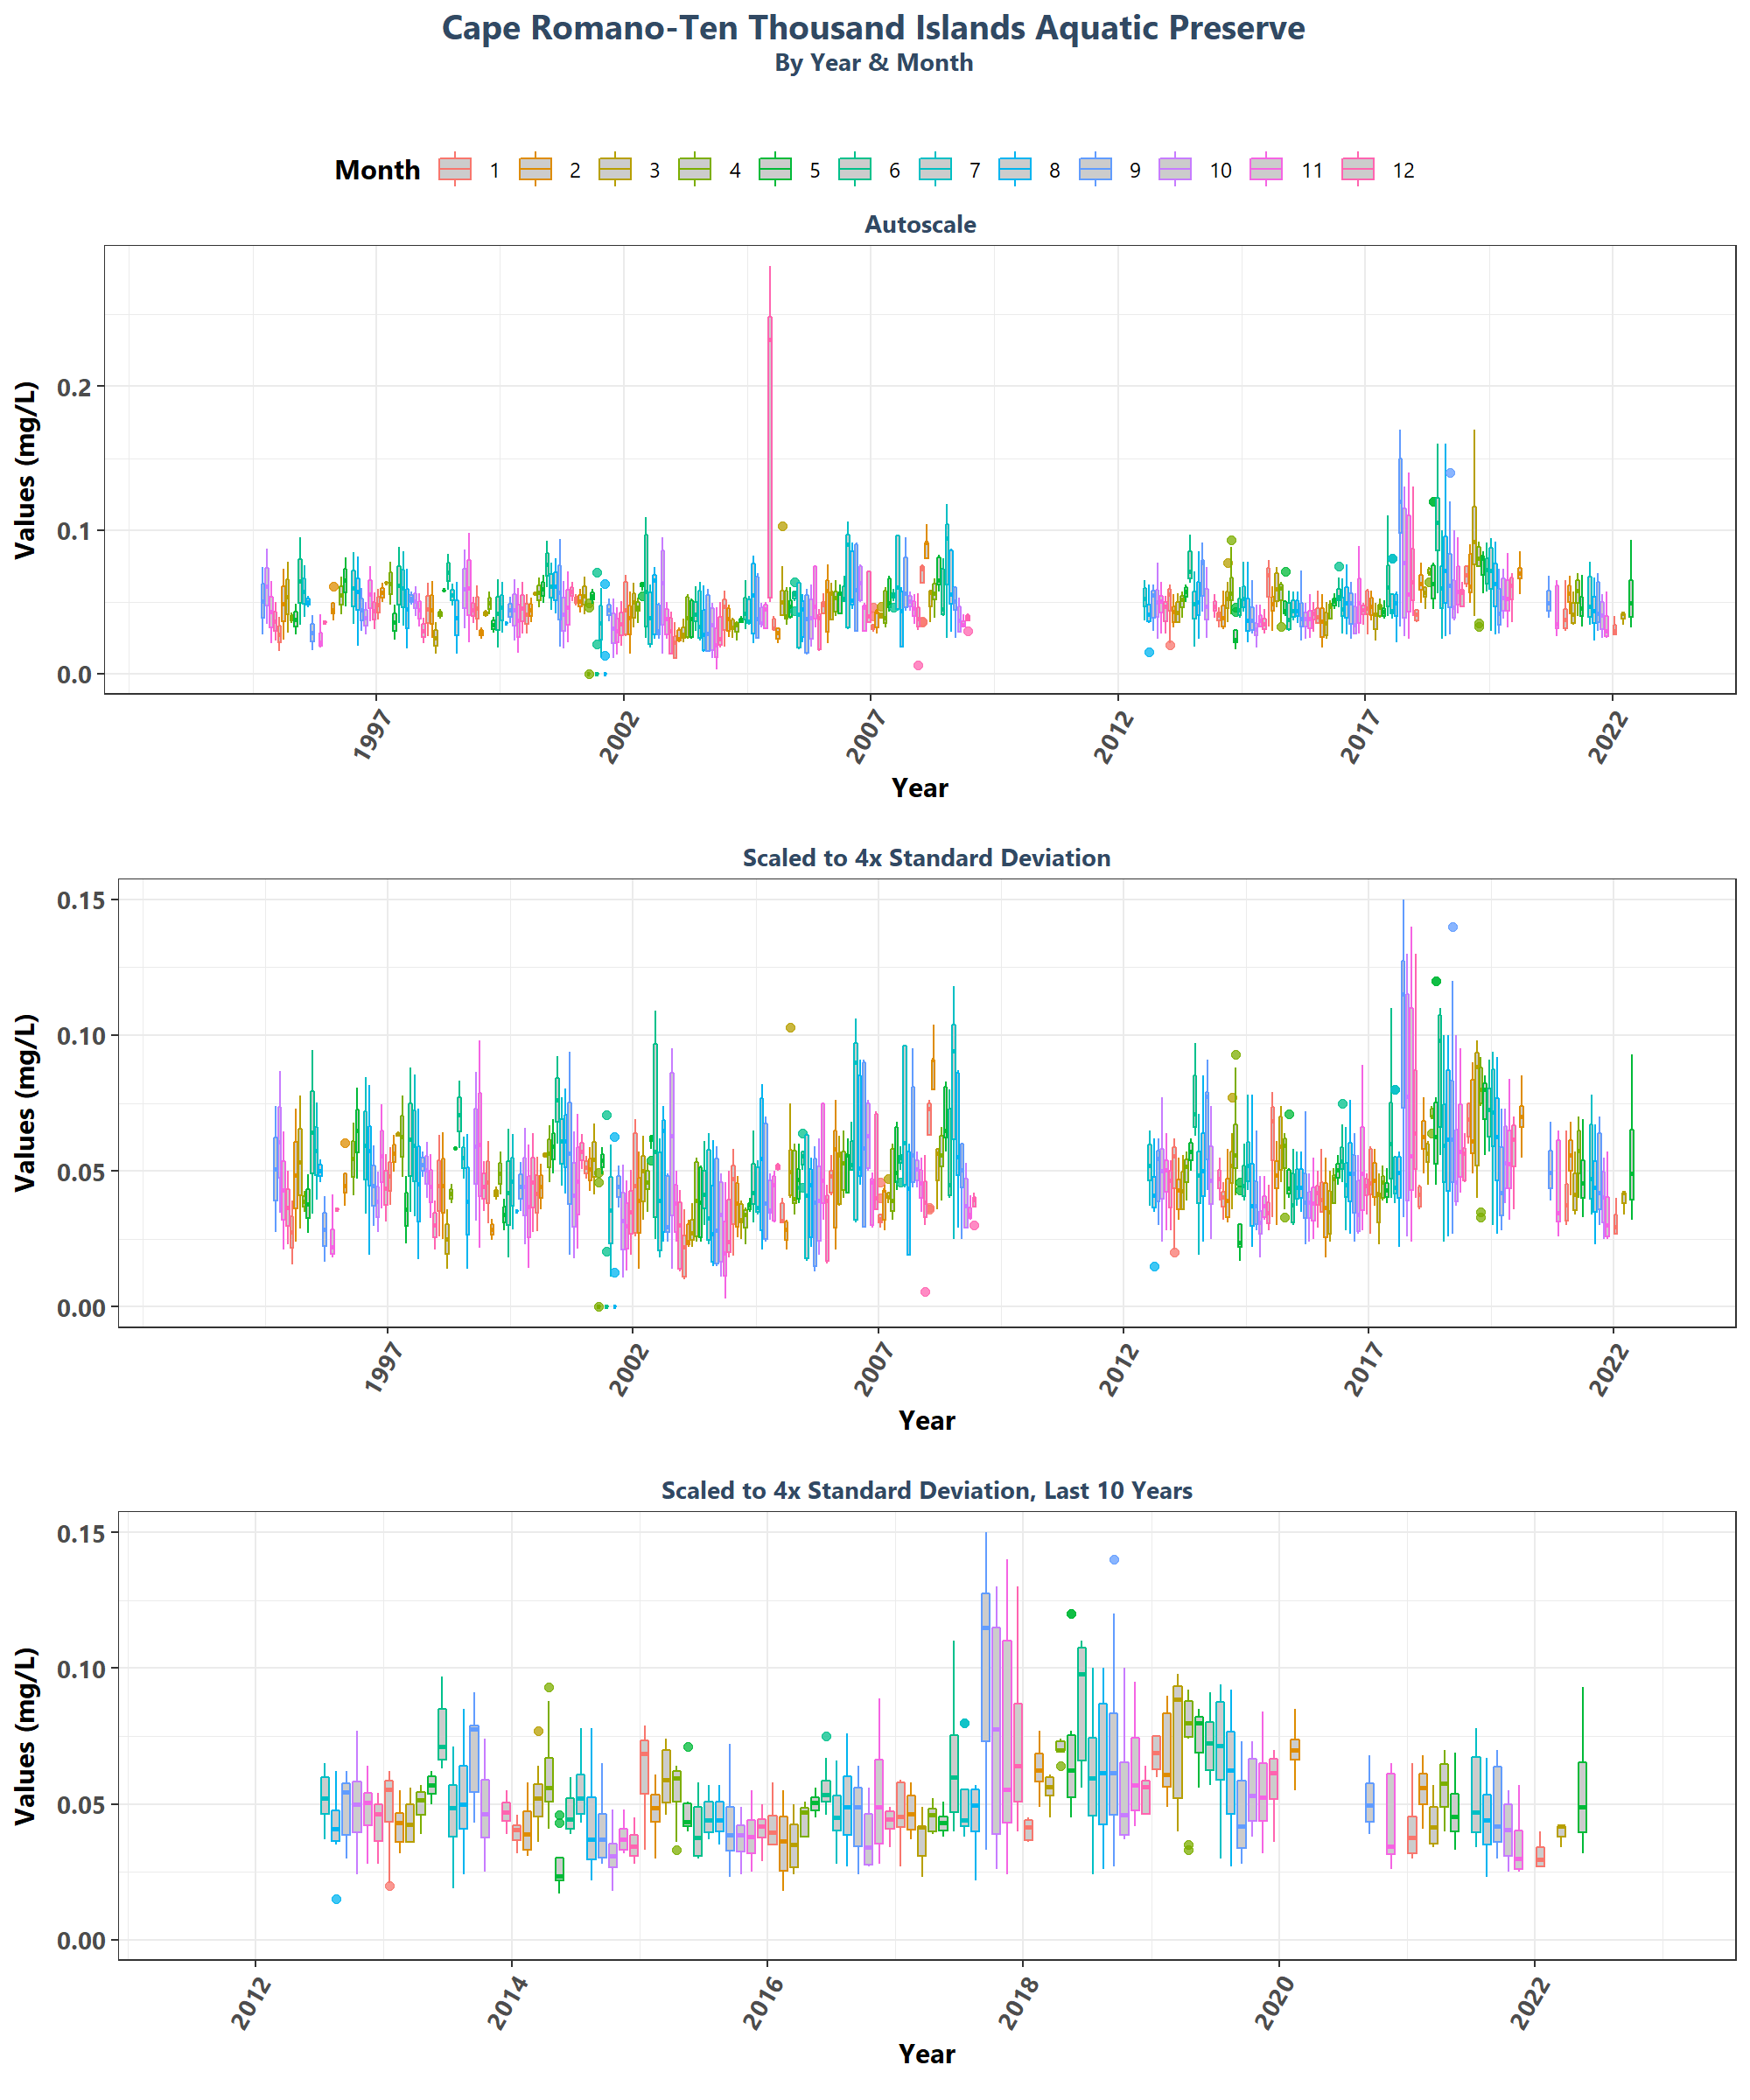 Cape Romano-Ten Thousand Islands Aquatic Preserve
By Year & Month
Month 1 2 3 4 5 6 7 8 9 10 11 12
Autoscale
Values (mg/L)
0.2
0.1
0.0
1997 2002 2007 2012 2017 2022
Year
Scaled to 4x Standard Deviation
Values (mg/L)
0.15
0.10
0.05
0.00
1997 2002 2007 2012 2017 2022
Year
Scaled to 4x Standard Deviation, Last 10 Years
Values (mg/L)
0.15
0.10
0.05
0.00
2012 2014 2016 2018 2020 2022
Year